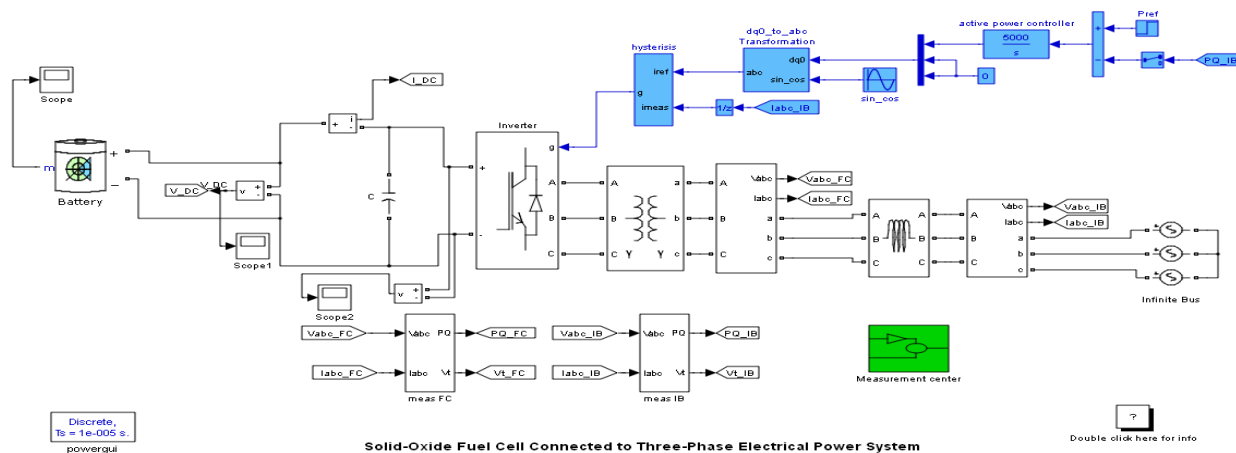 Pref
active power controller
dq0_to_abc
Transformation
hysterisis
5000
s
+
-
PQ_IB
dq0
iref
abc
0
g
sin_cos
sin_cos
imeas
1/z
Iabc_IB
Scope
I_DC
+ i
-
Inverter
g
m
+
-
Battery
V_DC
V_DC
v + -
C
+
-
A
B
C
A a
B b
C c
Y Y
Vabc
Iabc
A a
B b
C c
Vabc_FC
Iabc_FC
A A
B B
C C
Vabc
Iabc
A a
B b
C c
Vabc_IB
Iabc_IB
Infinite Bus
Scope1
Scope2
v + -
Vabc_FC
Vabc PQ
PQ_FC
Iabc_FC
Iabc Vt
Vt_FC
meas FC
Vabc_IB
Vabc PQ
PQ_IB
Iabc_IB
Iabc Vt
Vt_IB
meas IB
Measurement center
Discrete,
Ts = 1e-005 s.
powergui
?
Double click here for info
Solid-Oxide Fuel Cell Connected to Three-Phase Electrical Power System